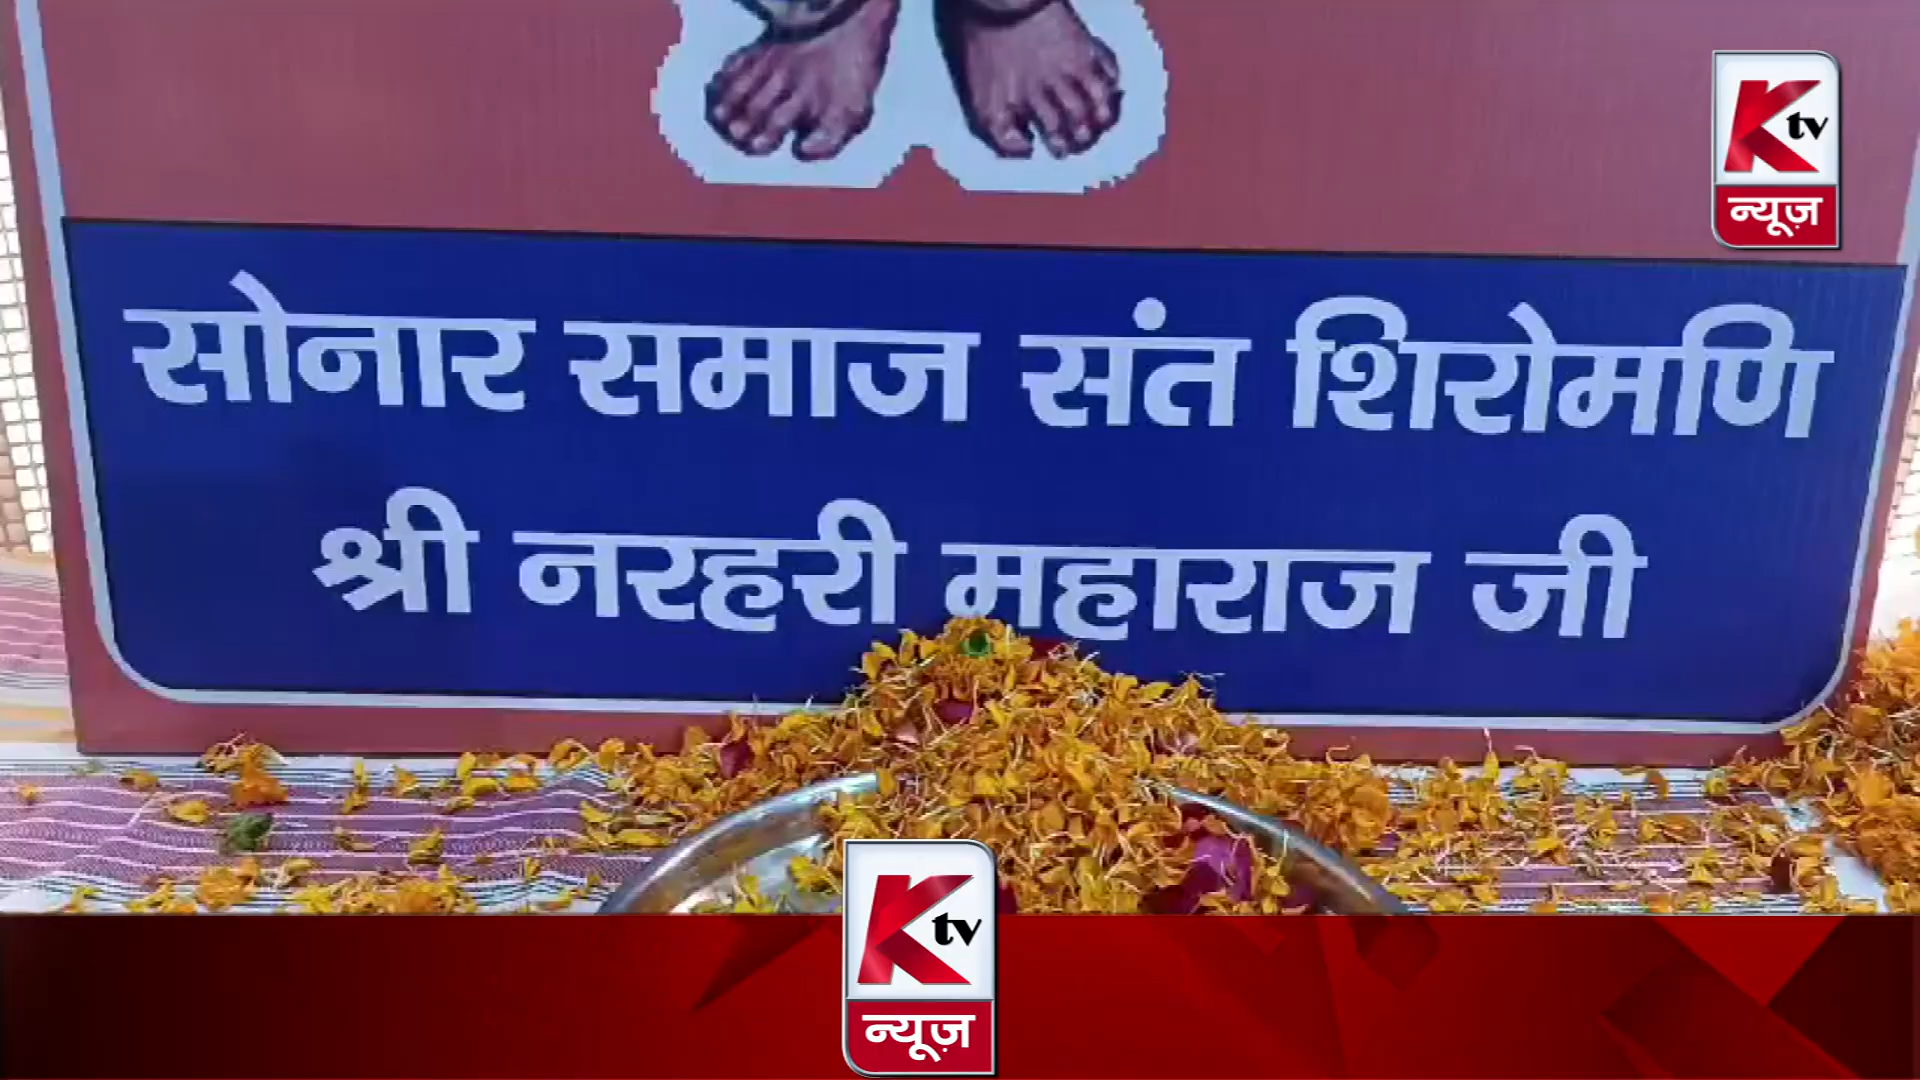 K tv
न्यूज़
सोनार समाज संत शिरोमणि
श्री नरहरी महाराज जी
K tv
न्यूज़